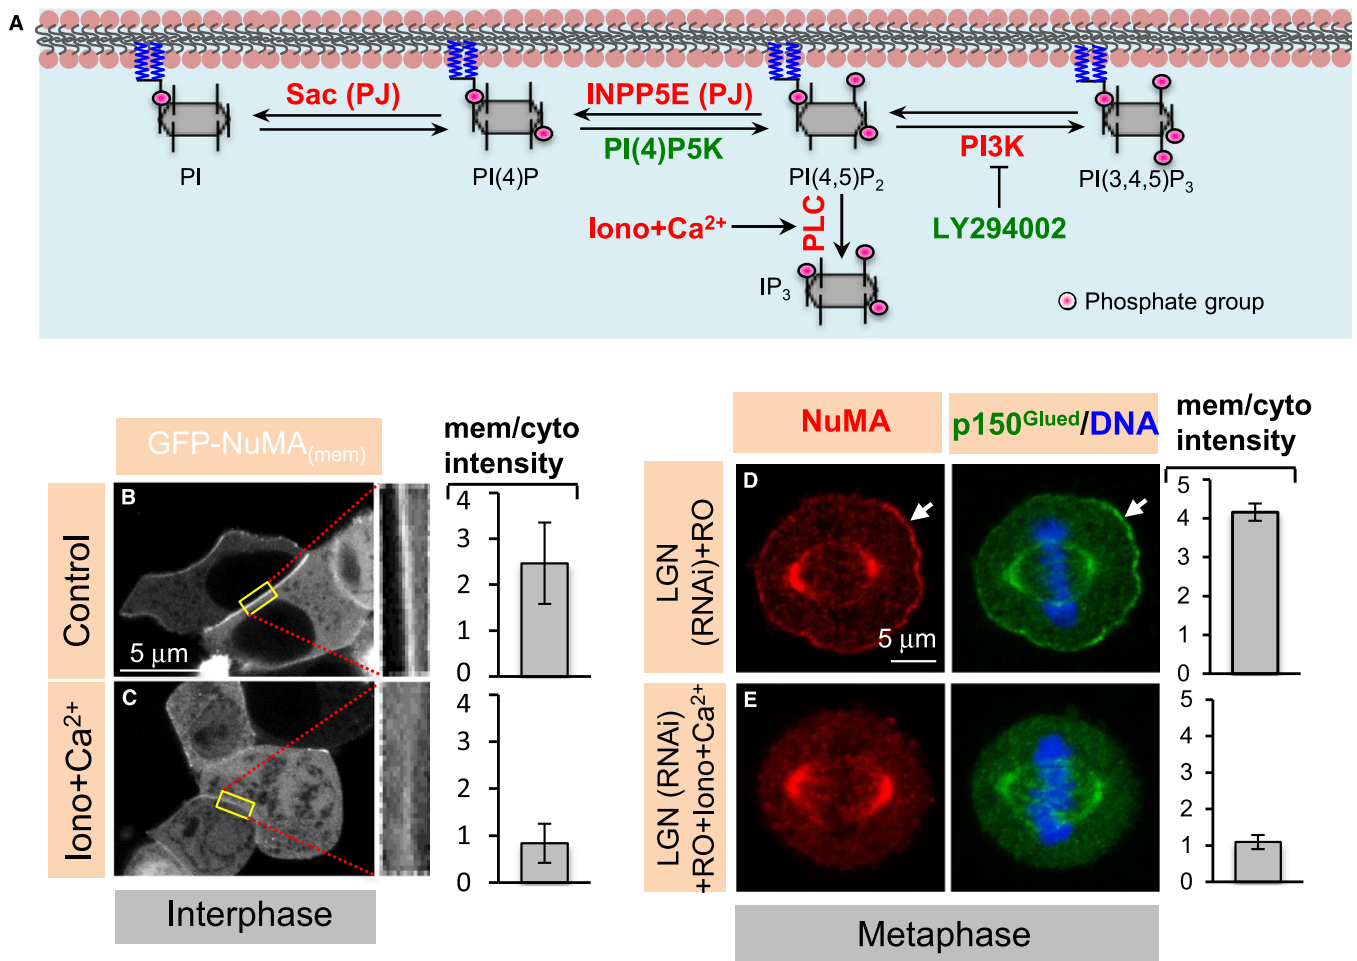 A
Sac (PJ)
INPP5E (PJ)
PI(4)P5K
PI3K
PI
PI(4)P
PI(4,5)P2
PI(3,4,5)P3
Iono+Ca2+
PLC
LY294002
IP3
Phosphate group
GFP-NuMA(mem)
mem/cyto
intensity
NuMA
p150Glued/DNA
mem/cyto
intensity
Control
B
5 μm
4
3
2
1
0
LGN
(RNAi)+RO
D
5 μm
5
4
3
2
1
0
Iono+Ca2+
C
4
3
2
1
0
LGN (RNAi)
+RO+Iono+Ca2+
E
5
4
3
2
1
0
Interphase
Metaphase